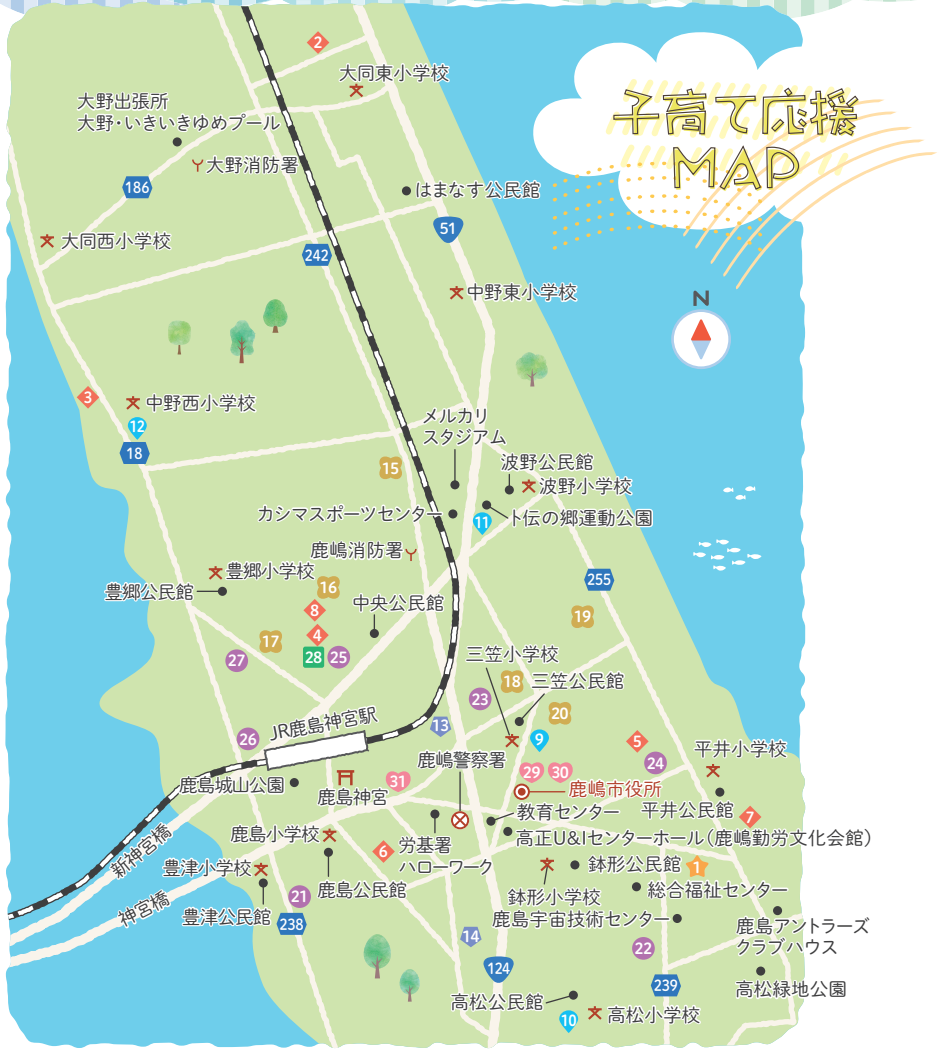 子育て応援
MAP
N
2
大同東小学校
大野出張所
大野・いきいきゆめプール
大野消防署
186
はまなす公民館
51
大同西小学校
242
中野東小学校
3
中野西小学校
12
18
メルカリ
スタジアム
15
波野公民館
波野小学校
カシマスポーツセンター
卜伝の郷運動公園
11
鹿嶋消防署
豊郷小学校
255
豊郷公民館
16
8
中央公民館
19
17
4
27
28
25
三笠小学校
18
三笠公民館
23
20
13
26
JR鹿島神宮駅
9
5
24
平井小学校
鹿嶋警察署
29
30
鹿島城山公園
鹿島神宮
31
鹿嶋市役所
教育センター
平井公民館
7
鹿島小学校
6
労基署
ハローワーク
高正U&Iセンターホール(鹿嶋勤労文化会館)
新神宮橋
豊津小学校
鹿島公民館
鉢形公民館
1
鉢形小学校
総合福祉センター
神宮橋
21
豊津公民館
238
鹿島宇宙技術センター
鹿島アントラーズ
クラブハウス
14
22
124
239
高松緑地公園
高松公民館
10
高松小学校